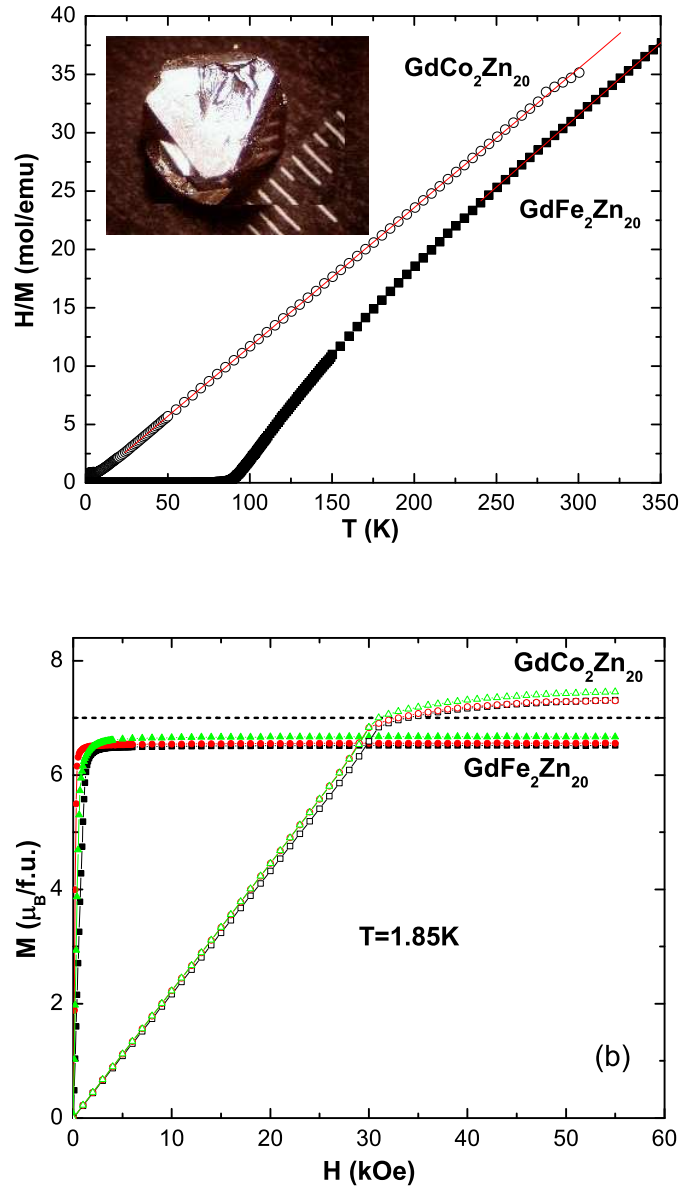 40
35
30
25
20
15
10
5
0
H/M (mol/emu)
GdCo₂Zn₂₀
GdFe₂Zn₂₀
0 50 100 150 200 250 300 350
T (K)
8
6
4
2
0
M (μB/f.u.)
GdCo₂Zn₂₀
GdFe₂Zn₂₀
T=1.85K
(b)
0 10 20 30 40 50 60
H (kOe)